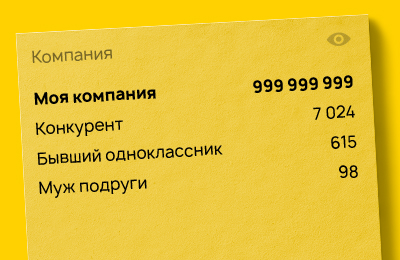 Компания
Моя компания 999 999 999
Конкурент 7 024
Бывший одноклассник 615
Муж подруги 98